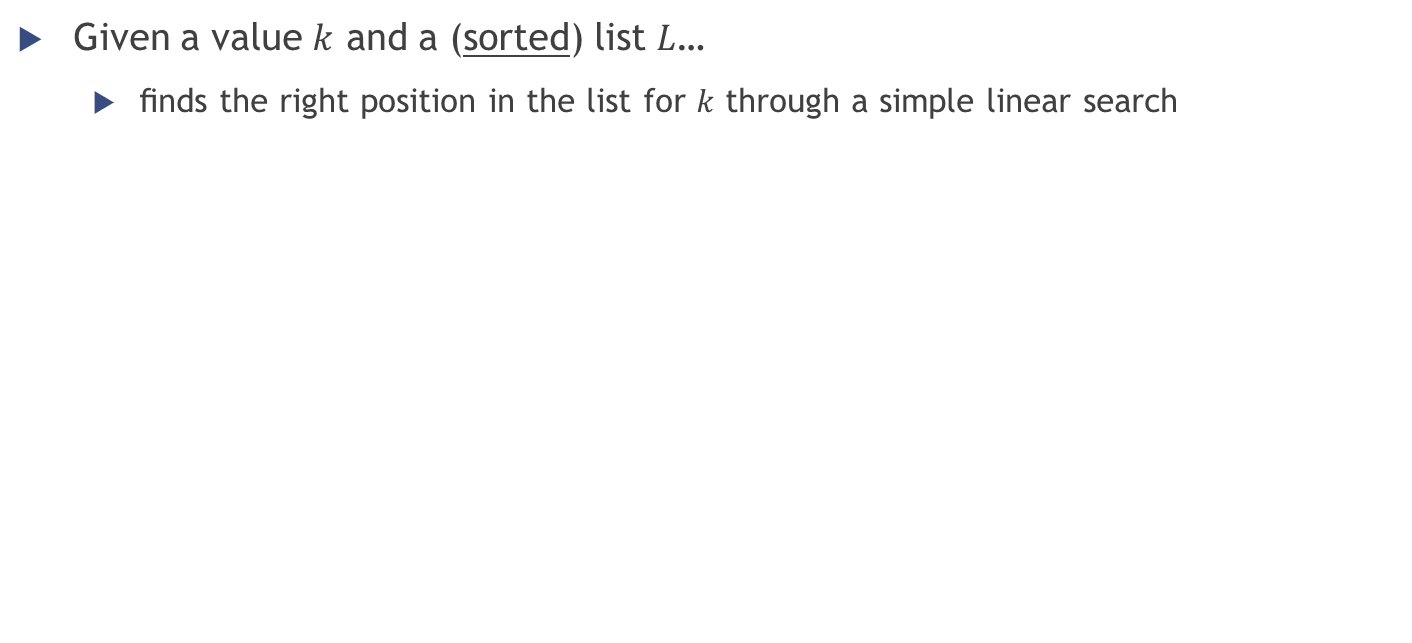 Given a value k and a (sorted) list L…
finds the right position in the list for k through a simple linear search